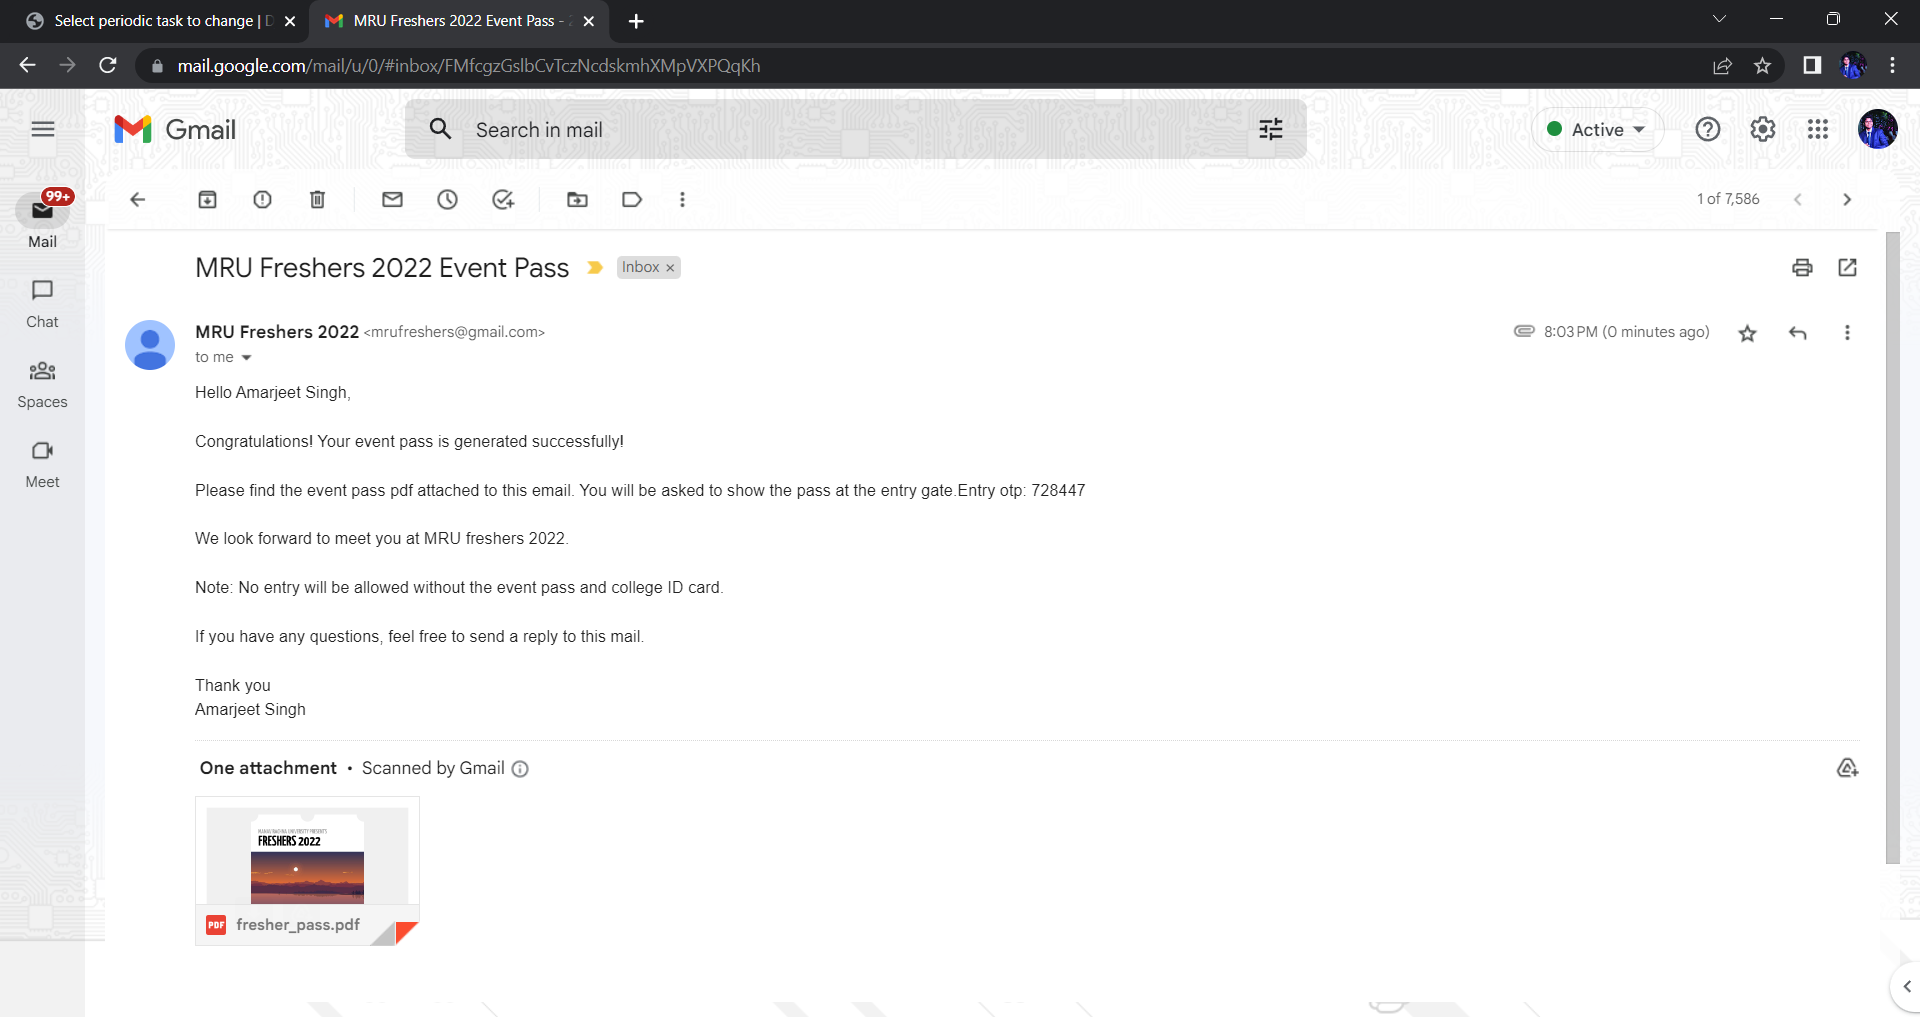 Select periodic task to change | D
MRU Freshers 2022 Event Pass - 2
mail.google.com/mail/u/0/#inbox/FMfcgzGslbCvTczNcdskmhXMpVXPQqKh
Gmail
Search in mail
Active
99+
Mail
Chat
Spaces
Meet
1 of 7,586
MRU Freshers 2022 Event Pass
Inbox ×
MRU Freshers 2022 <mrufreshers@gmail.com>
8:03 PM (0 minutes ago)
to me
Hello Amarjeet Singh,
Congratulations! Your event pass is generated successfully!
Please find the event pass pdf attached to this email. You will be asked to show the pass at the entry gate.Entry otp: 728447
We look forward to meet you at MRU freshers 2022.
Note: No entry will be allowed without the event pass and college ID card.
If you have any questions, feel free to send a reply to this mail.
Thank you
Amarjeet Singh
One attachment • Scanned by Gmail
MANAV RACHNA UNIVERSITY PRESENTS
FRESHERS 2022
PDF fresher_pass.pdf